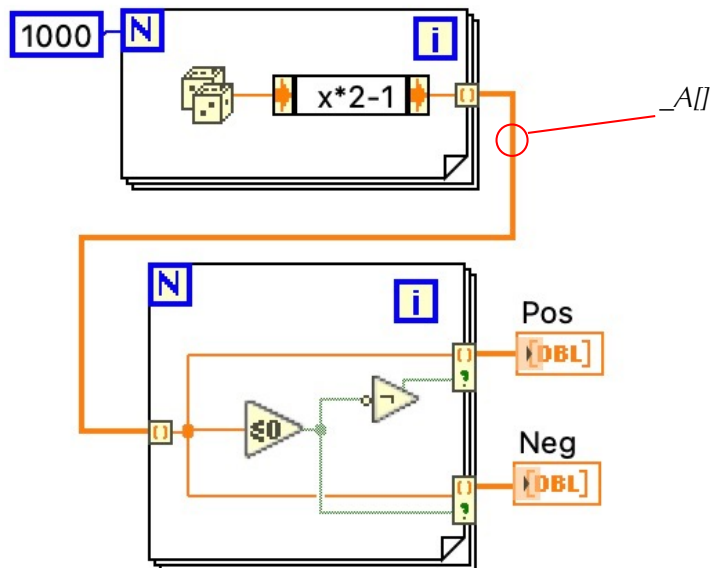 1000
N
i
x*2-1
_A[]
N
i
Pos
[DBL]
≤0
¬
Neg
[DBL]